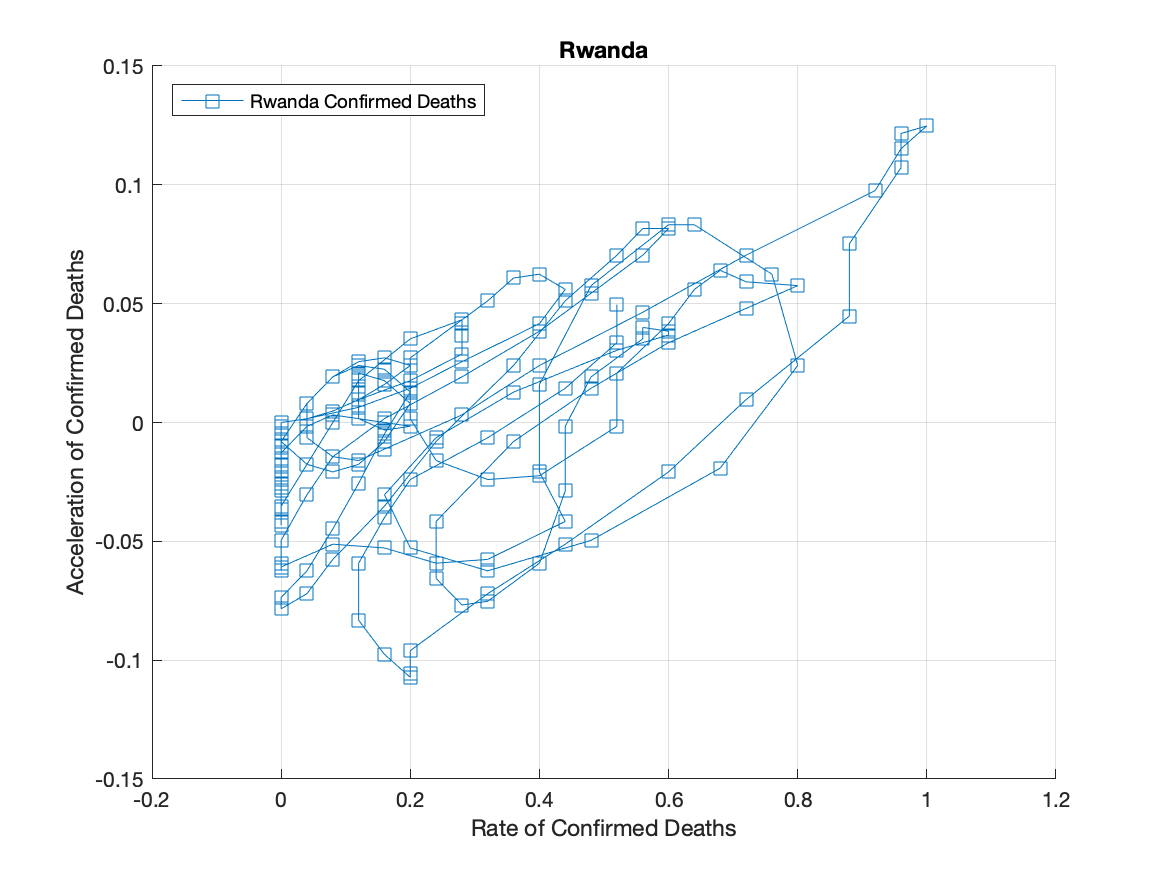 Rwanda
0.15
Rwanda Confirmed Deaths
0.1
0.05
0
-0.05
-0.1
-0.15
Acceleration of Confirmed Deaths
-0.2 0 0.2 0.4 0.6 0.8 1 1.2
Rate of Confirmed Deaths